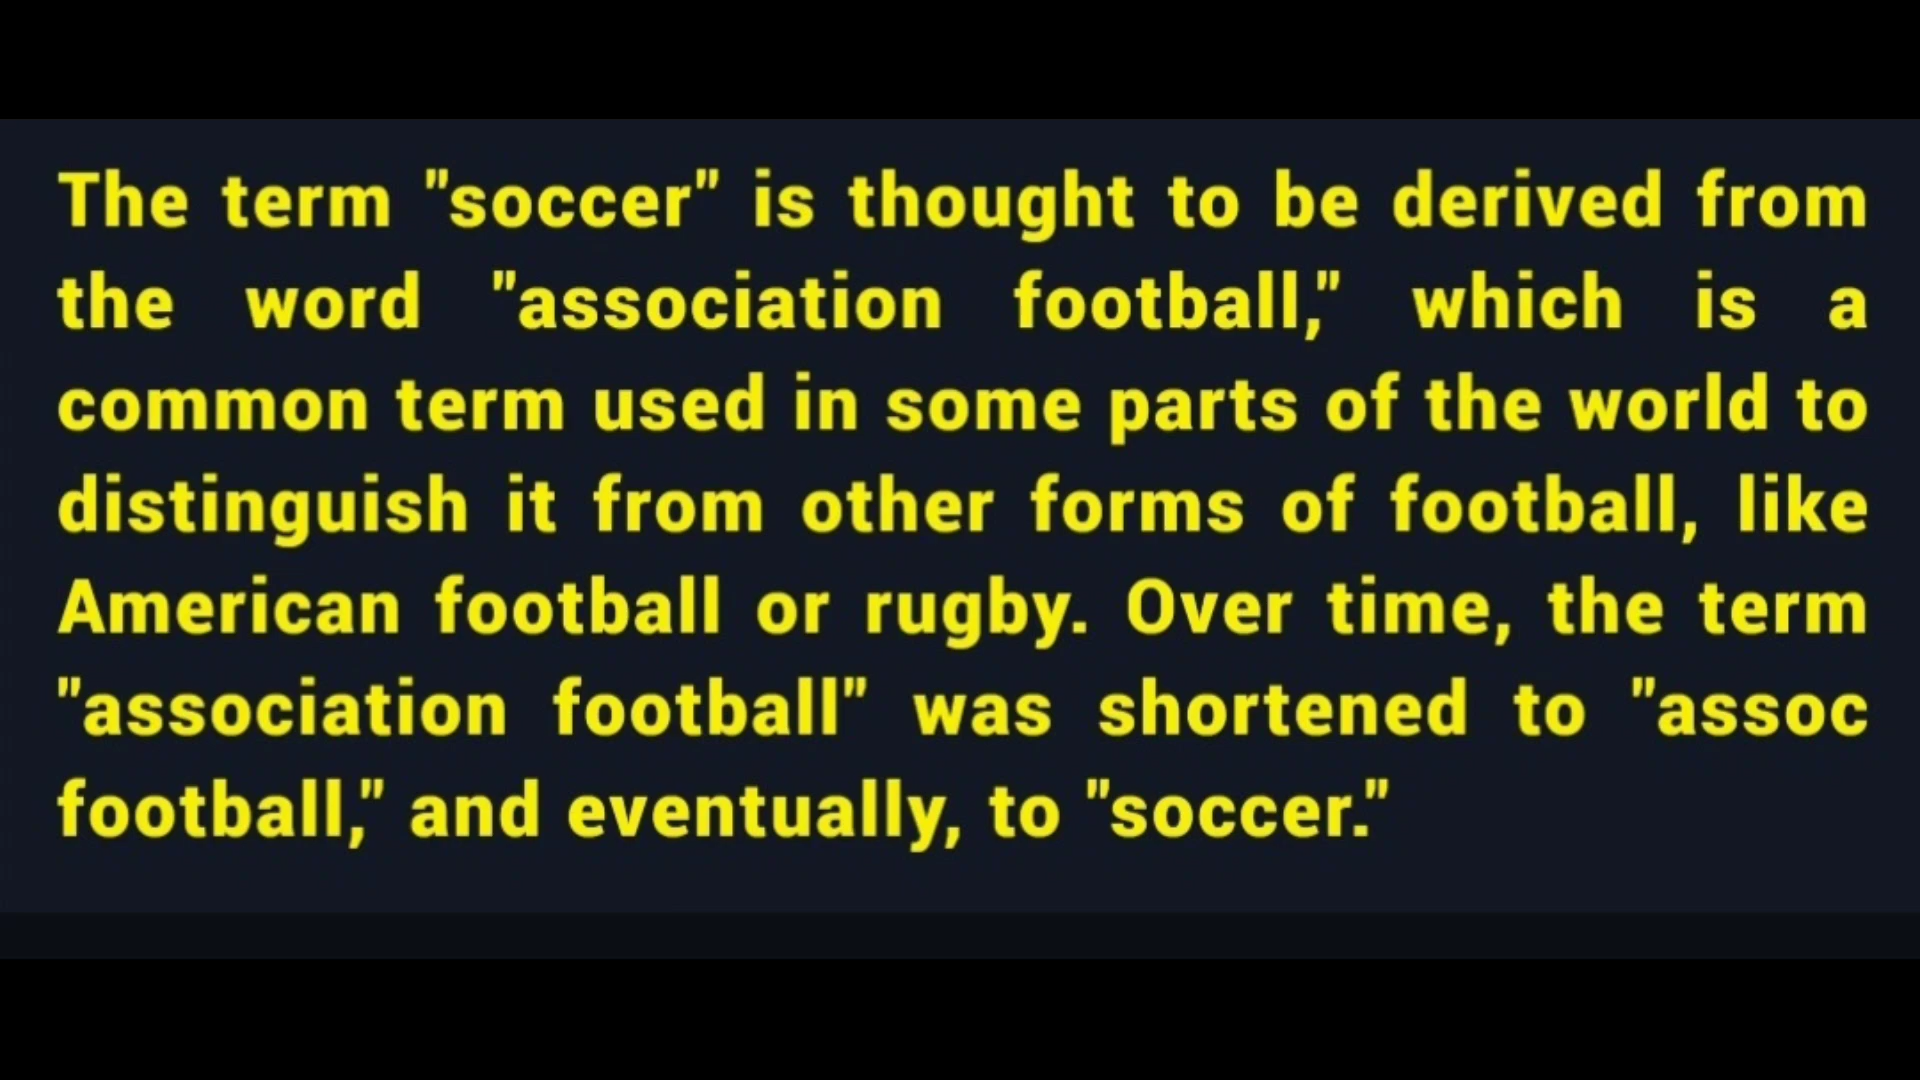 The term "soccer" is thought to be derived from
the word "association football," which is a
common term used in some parts of the world to
distinguish it from other forms of football, like
American football or rugby. Over time, the term
"association football" was shortened to "assoc
football," and eventually, to "soccer."